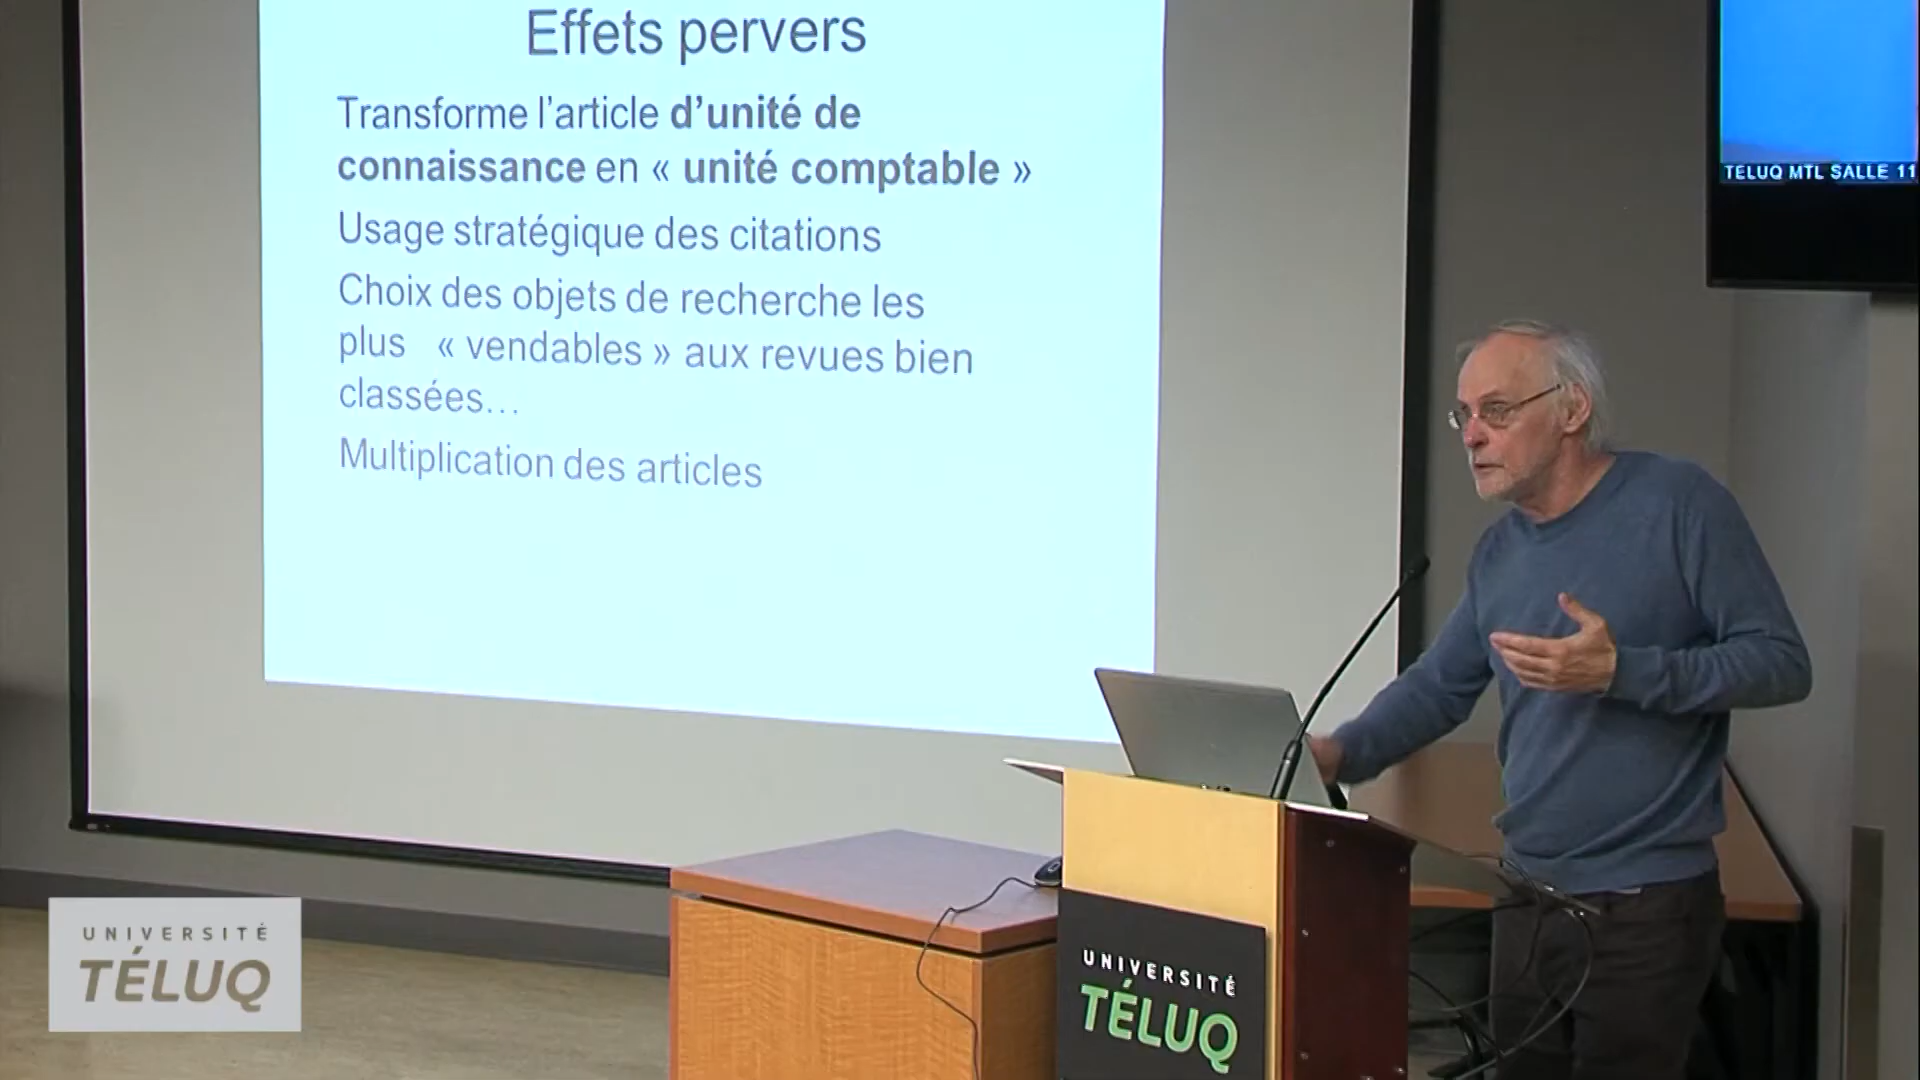 Effets pervers
Transforme l'article d'unité de
connaissance en « unité comptable »
Usage stratégique des citations
Choix des objets de recherche les
plus « vendables » aux revues bien
classées…
Multiplication des articles
TELUQ MTL SALLE 11
UNIVERSITÉ
TÉLUQ
UNIVERSITÉ
TÉLUQ